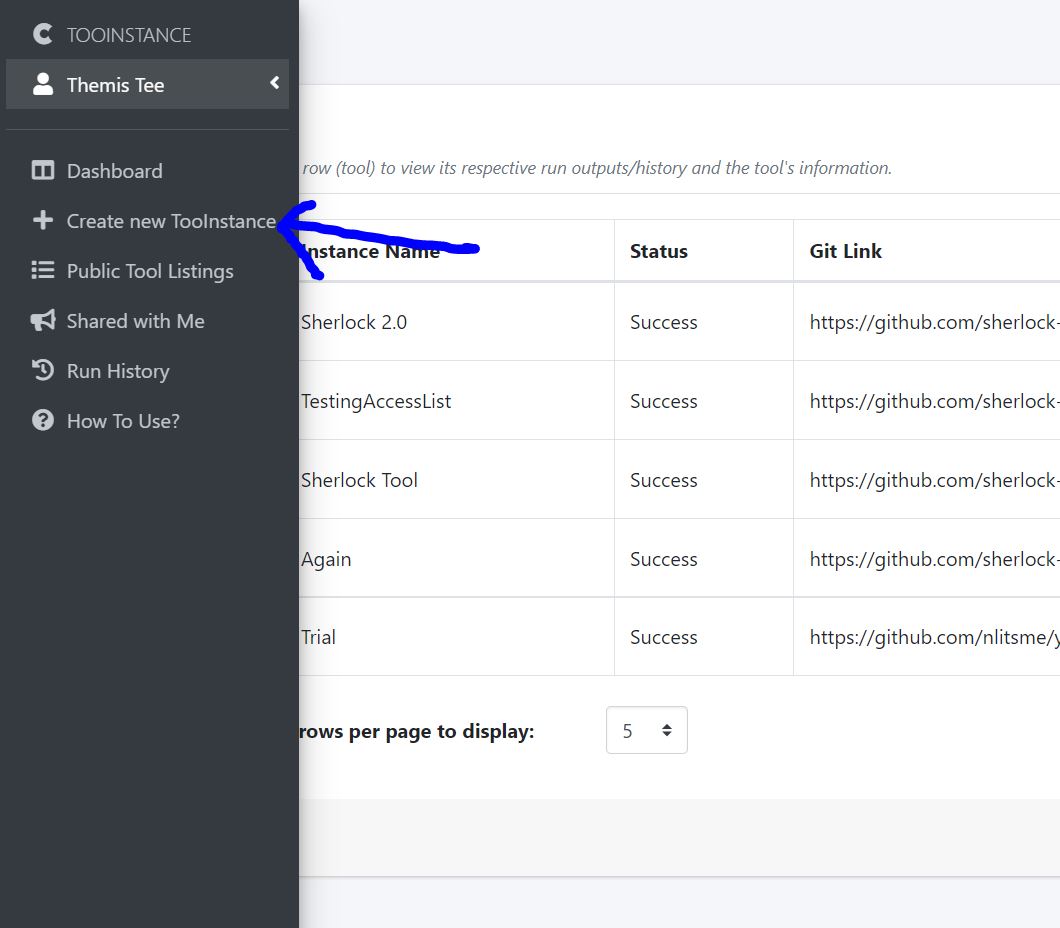 TOOINSTANCE
Themis Tee
Dashboard
Create new TooInstance
Public Tool Listings
Shared with Me
Run History
How To Use?
row (tool) to view its respective run outputs/history and the tool's information.
Instance Name Status Git Link
Sherlock 2.0 Success https://github.com/sherlock-
TestingAccessList Success https://github.com/sherlock-
Sherlock Tool Success https://github.com/sherlock-
Again Success https://github.com/sherlock-
Trial Success https://github.com/nlitsme/y
rows per page to display: 5